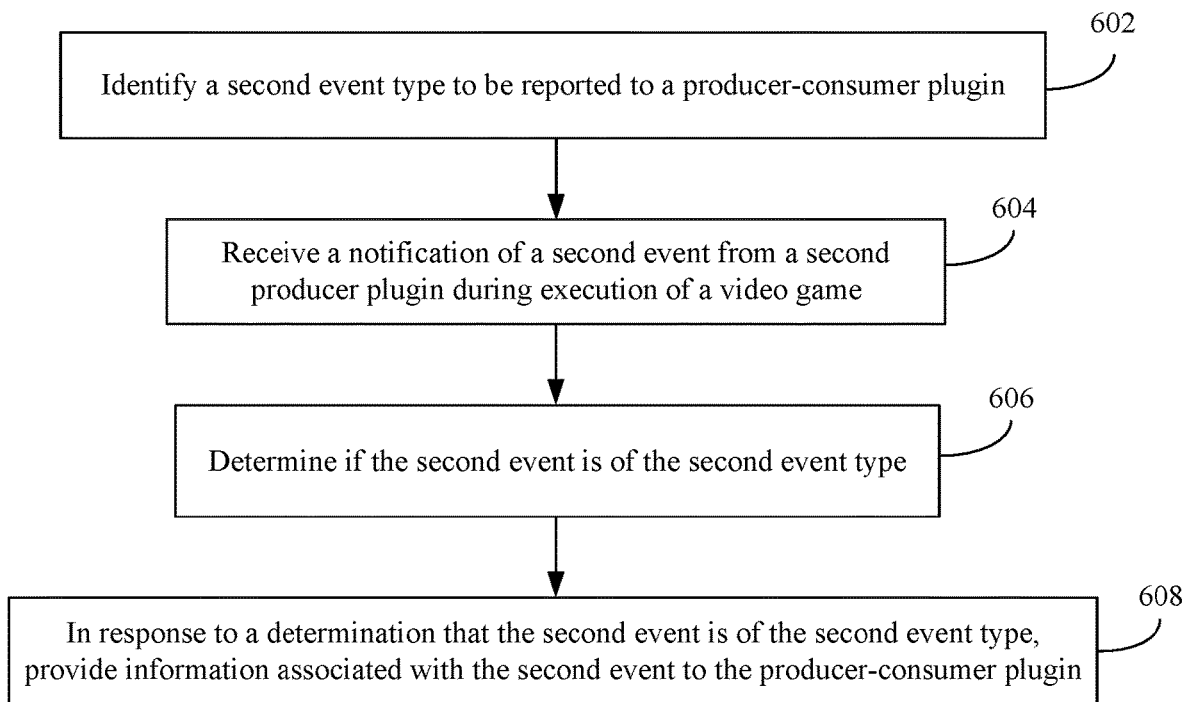 602
Identify a second event type to be reported to a producer-consumer plugin
604
Receive a notification of a second event from a second
producer plugin during execution of a video game
606
Determine if the second event is of the second event type
608
In response to a determination that the second event is of the second event type,
provide information associated with the second event to the producer-consumer plugin